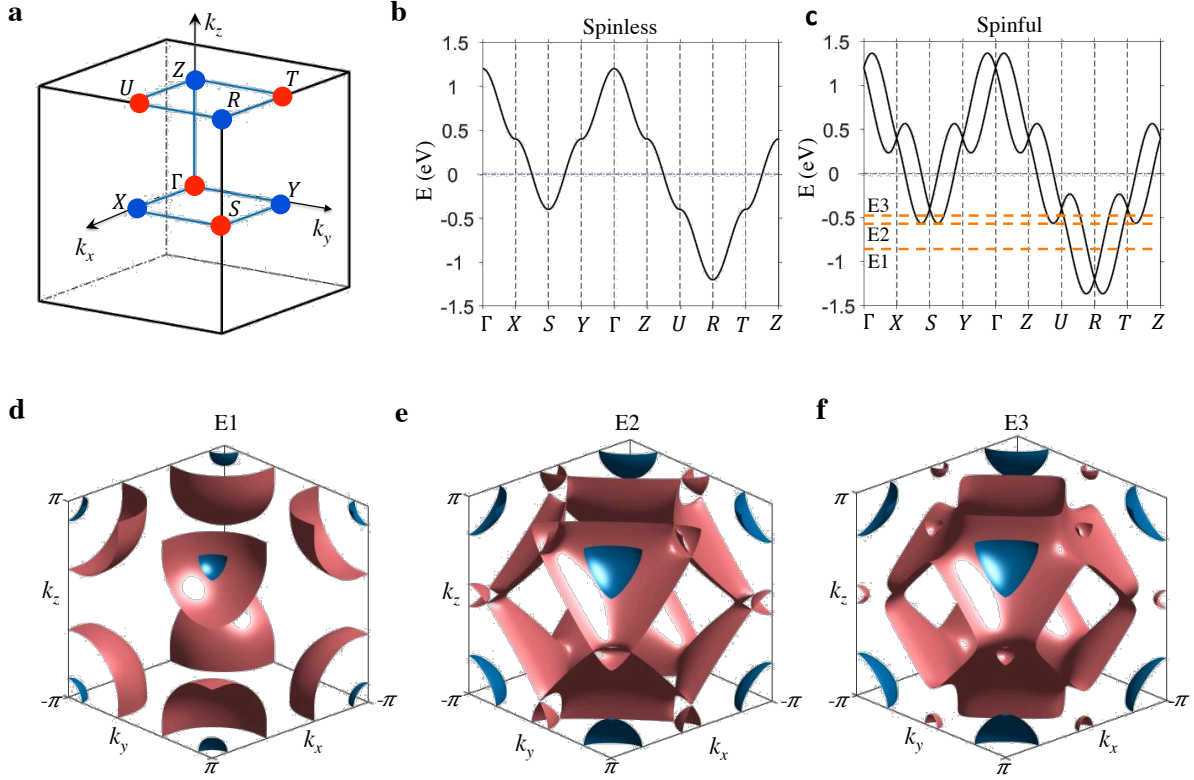 a
k_z
Z
T
U
R
Γ
X
Y
S
k_x
k_y
b
Spinless
E (eV)
1.5
1
0.5
0
-0.5
-1
-1.5
Γ X S Y Γ Z U R T Z
c
Spinful
E (eV)
1.5
1
0.5
0
-0.5
-1
-1.5
E3
E2
E1
Γ X S Y Γ Z U R T Z
d
E1
π
k_z
-π
k_y
π
k_x
-π
e
E2
π
k_z
-π
k_y
π
k_x
-π
f
E3
π
k_z
-π
k_y
π
k_x
-π